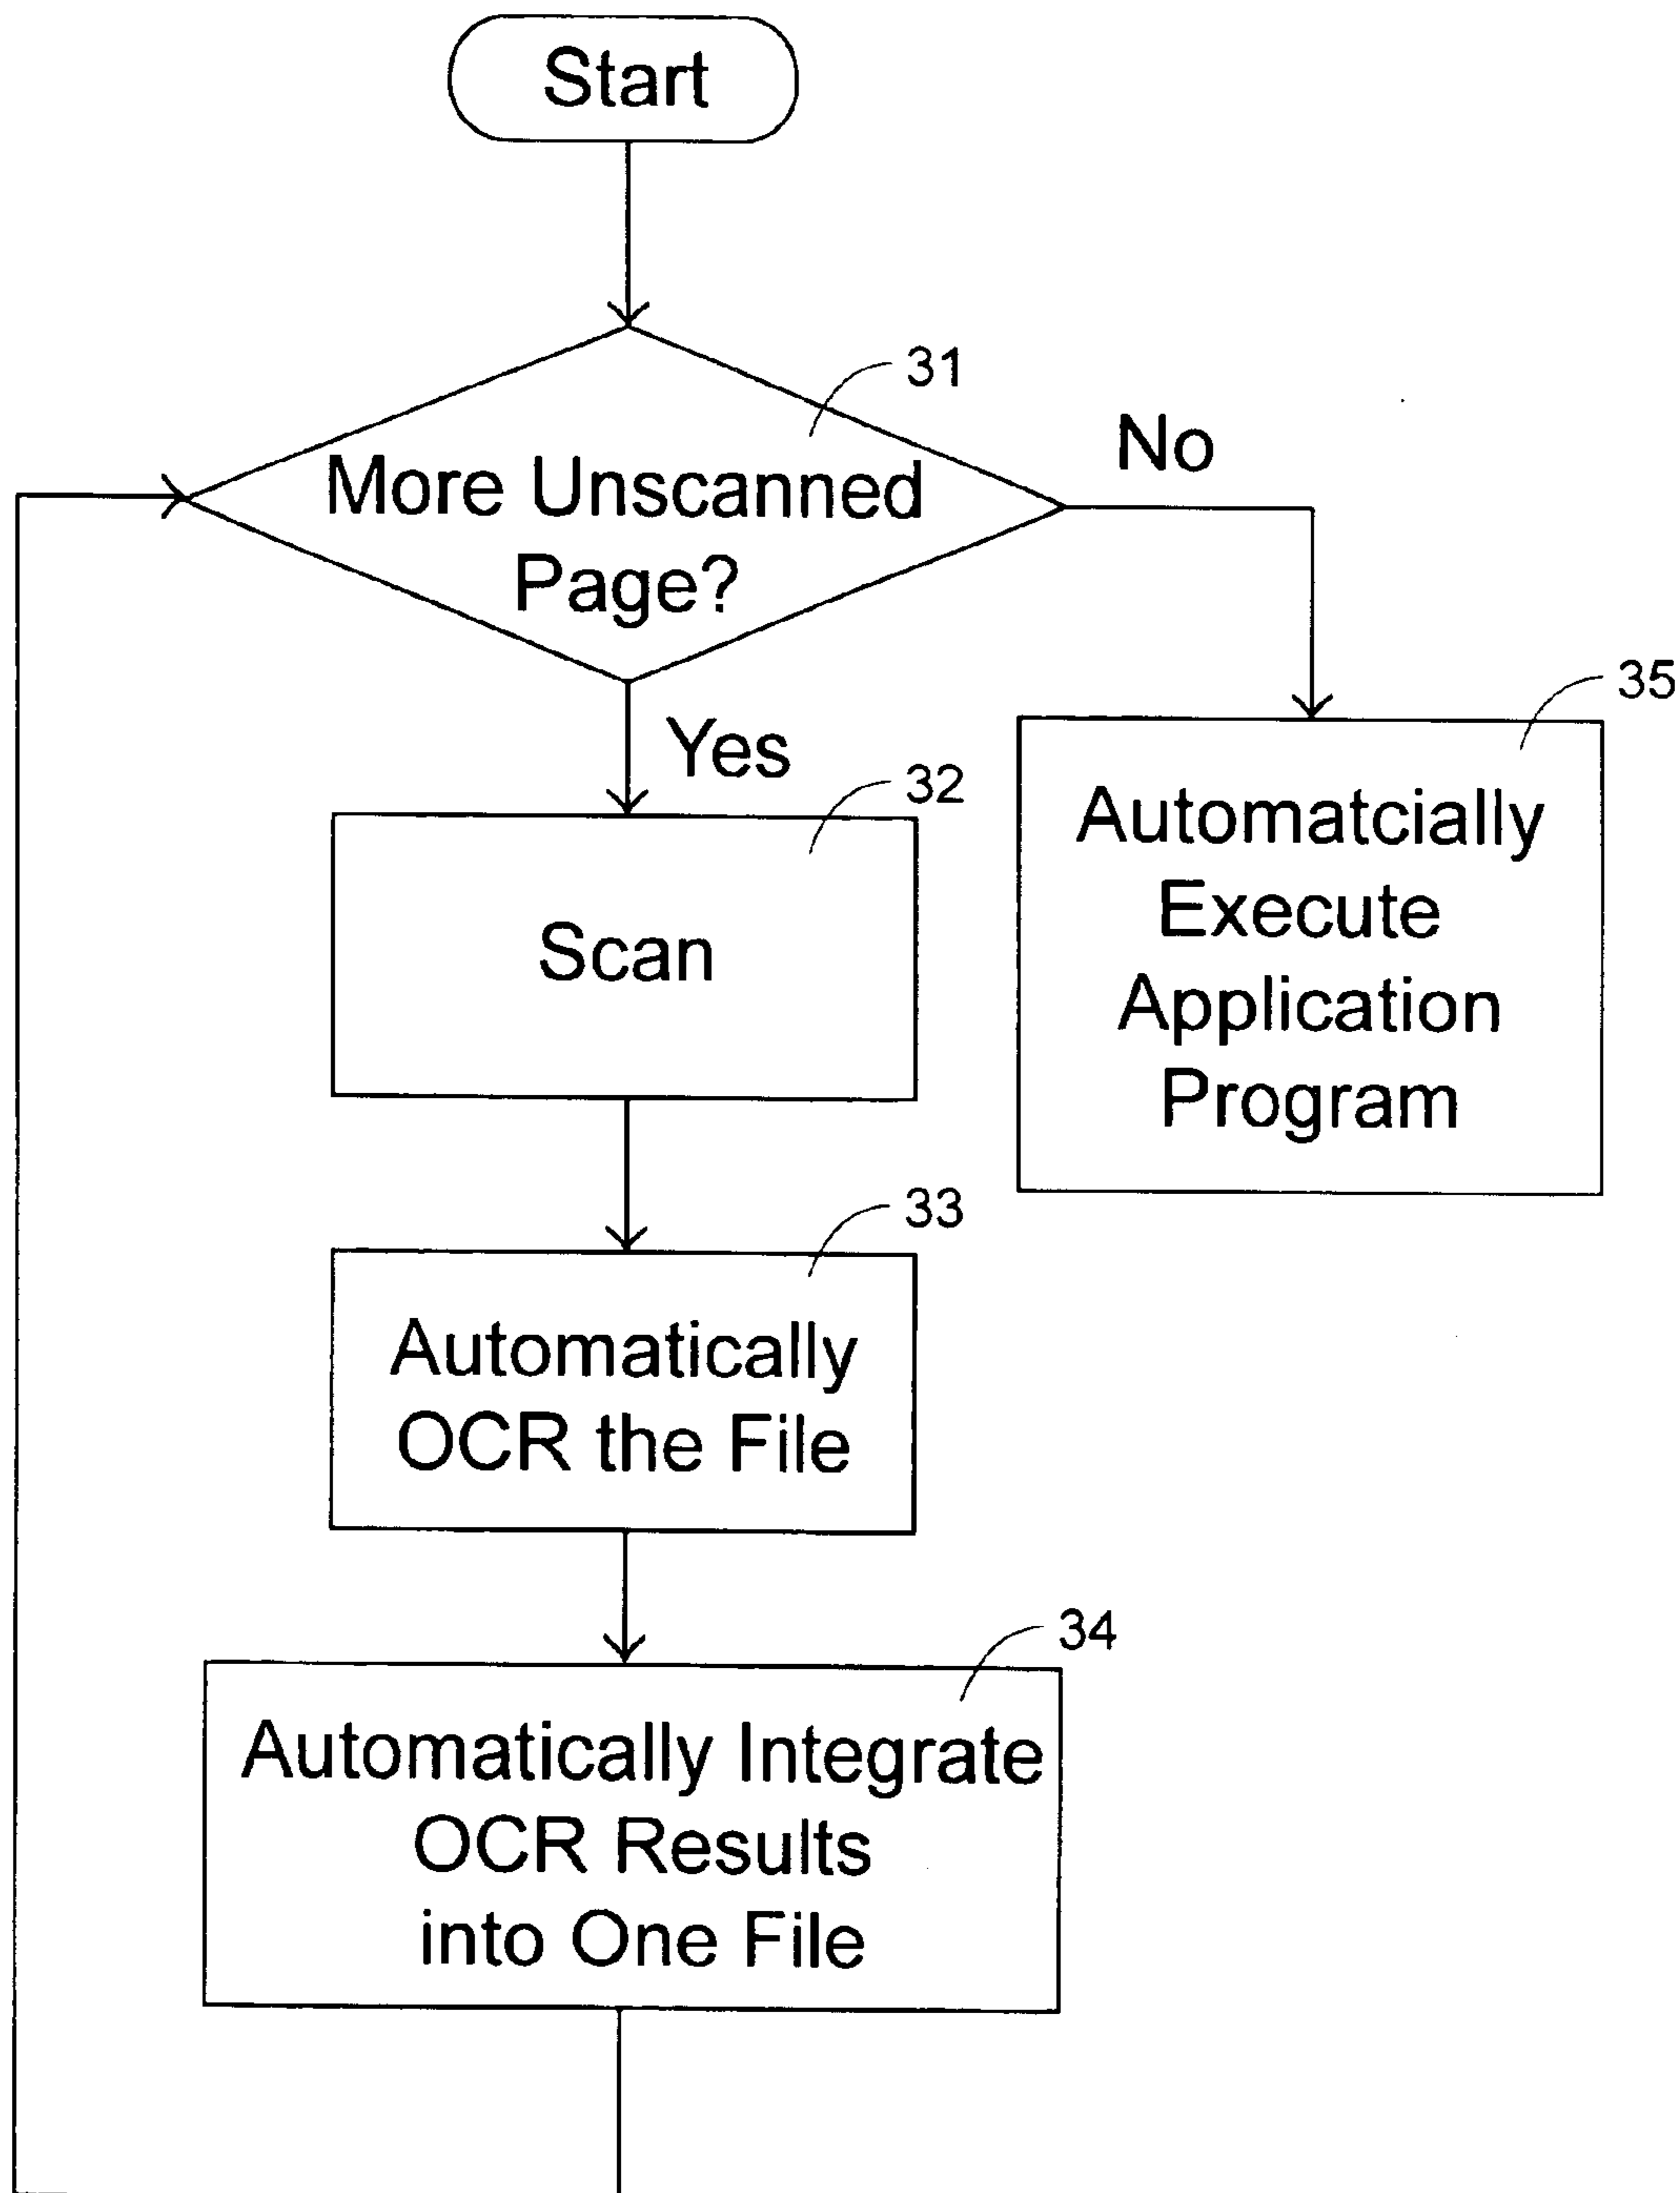 Start
31
More Unscanned
Page?
No
Yes
32
Scan
35
Automatcially
Execute
Application
Program
33
Automatically
OCR the File
34
Automatically Integrate
OCR Results
into One File